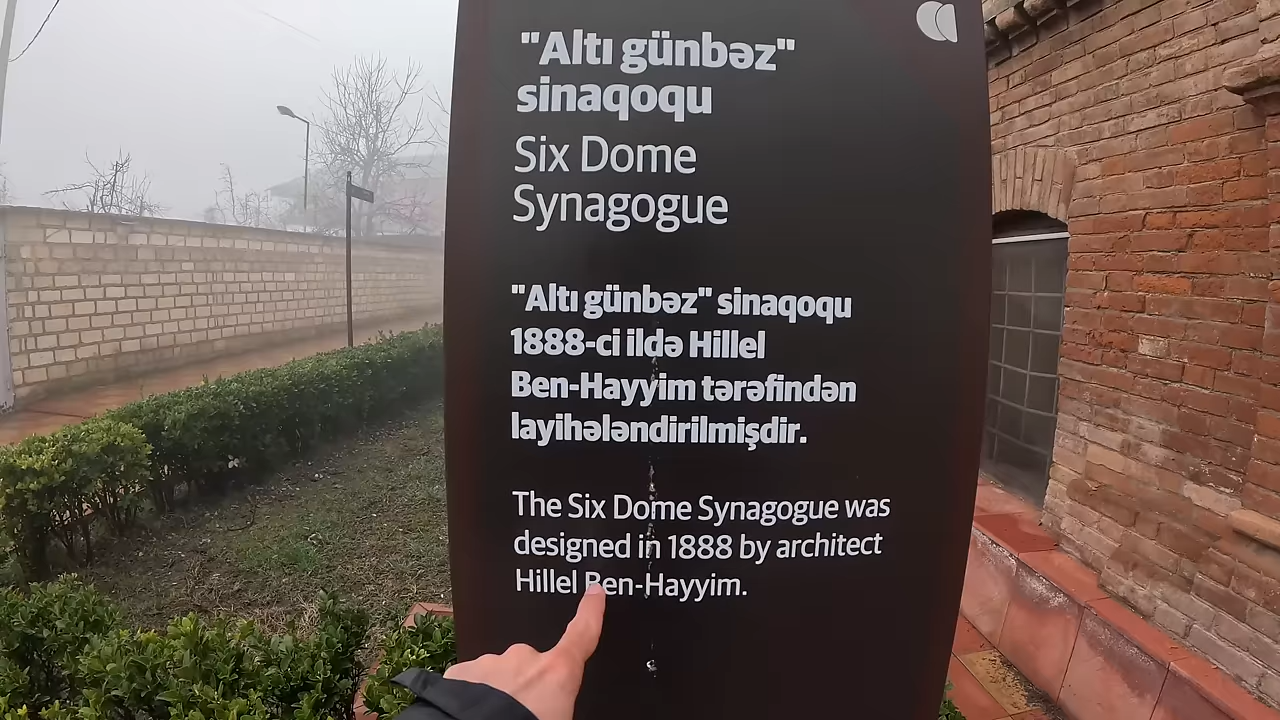 "Altı günbəz"
sinaqoqu
Six Dome
Synagogue
"Altı günbəz" sinaqoqu
1888-ci ildə Hillel
Ben-Hayyim tərəfindən
layihələndirilmişdir.
The Six Dome Synagogue was
designed in 1888 by architect
Hillel Ben-Hayyim.